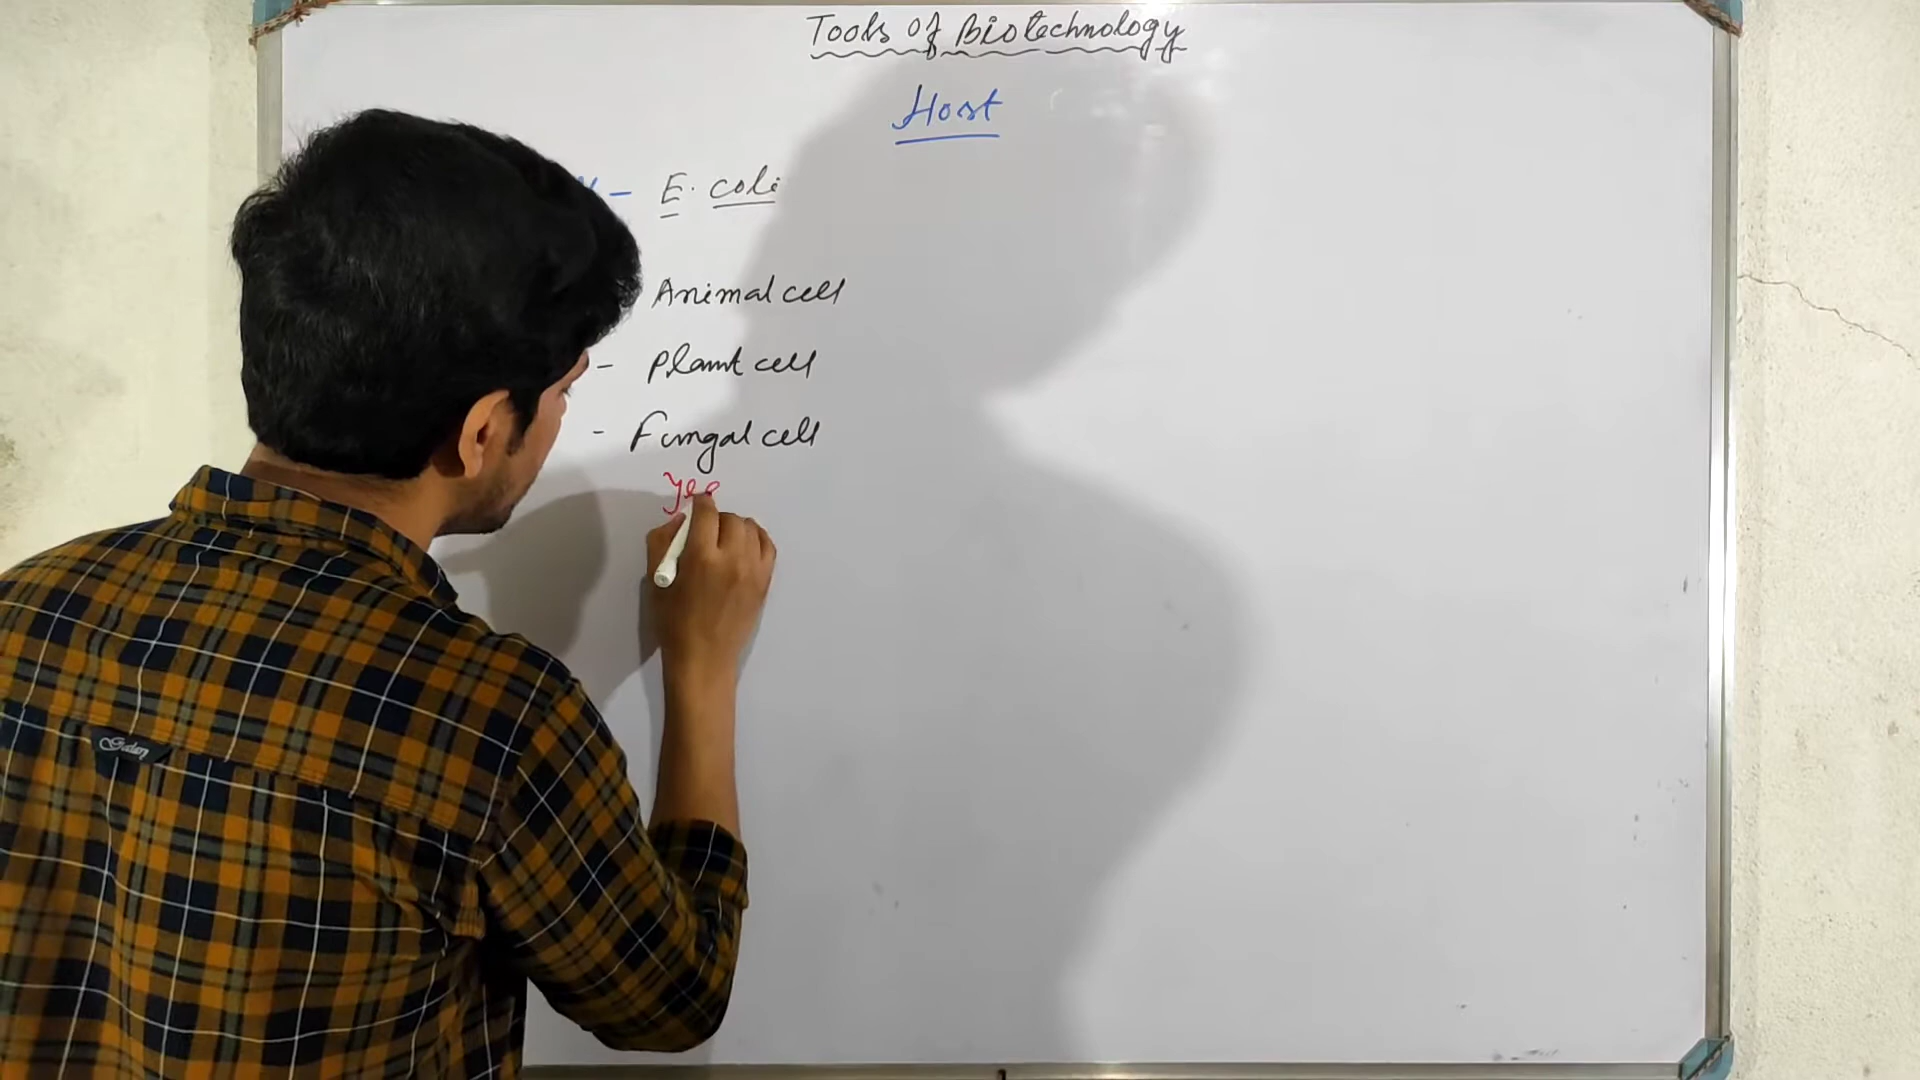 Tools of Biotechnology
Host
- E. coli
Animal cell
- Plant cell
- Fungal cell
Yea